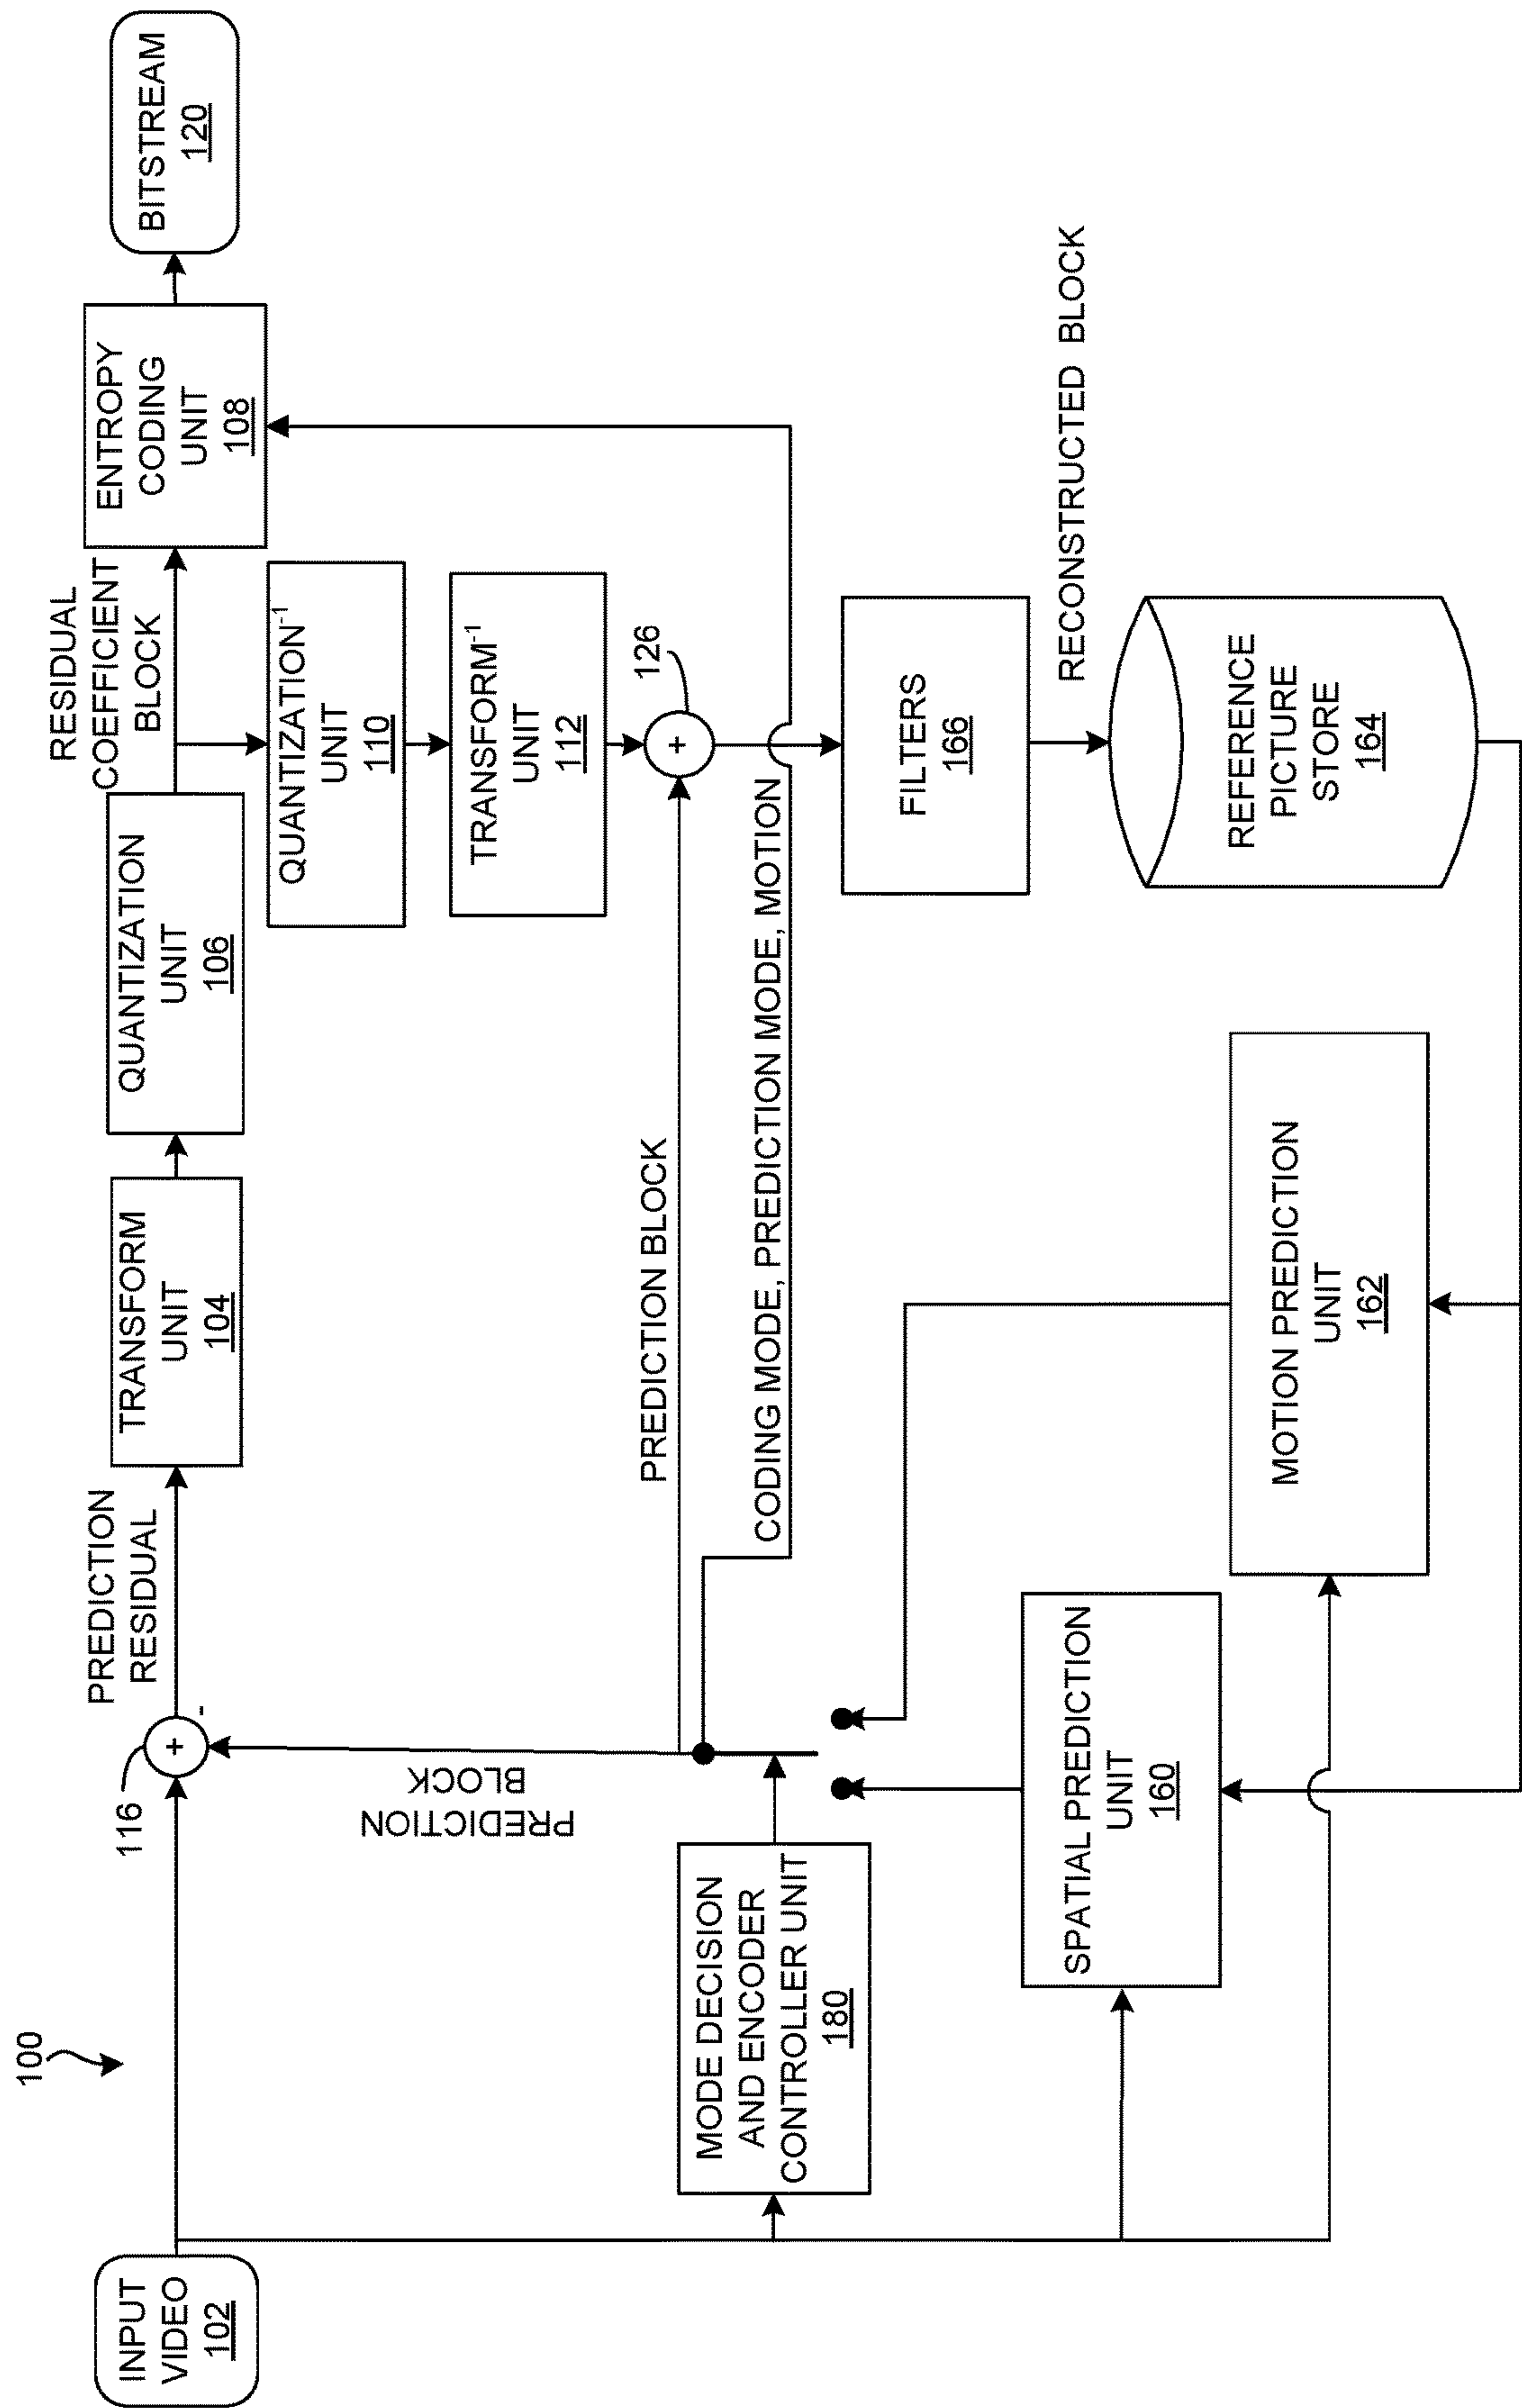 100
INPUT
VIDEO
102
116
+
-
PREDICTION
RESIDUAL
TRANSFORM
UNIT
104
QUANTIZATION
UNIT
106
RESIDUAL
COEFFICIENT
BLOCK
ENTROPY
CODING
UNIT
108
BITSTREAM
120
QUANTIZATION-1
UNIT
110
TRANSFORM-1
UNIT
112
126
+
PREDICTION
BLOCK
PREDICTION BLOCK
CODING MODE, PREDICTION MODE, MOTION
MODE DECISION
AND ENCODER
CONTROLLER UNIT
180
FILTERS
166
RECONSTRUCTED BLOCK
SPATIAL PREDICTION
UNIT
160
MOTION PREDICTION
UNIT
162
REFERENCE
PICTURE
STORE
164